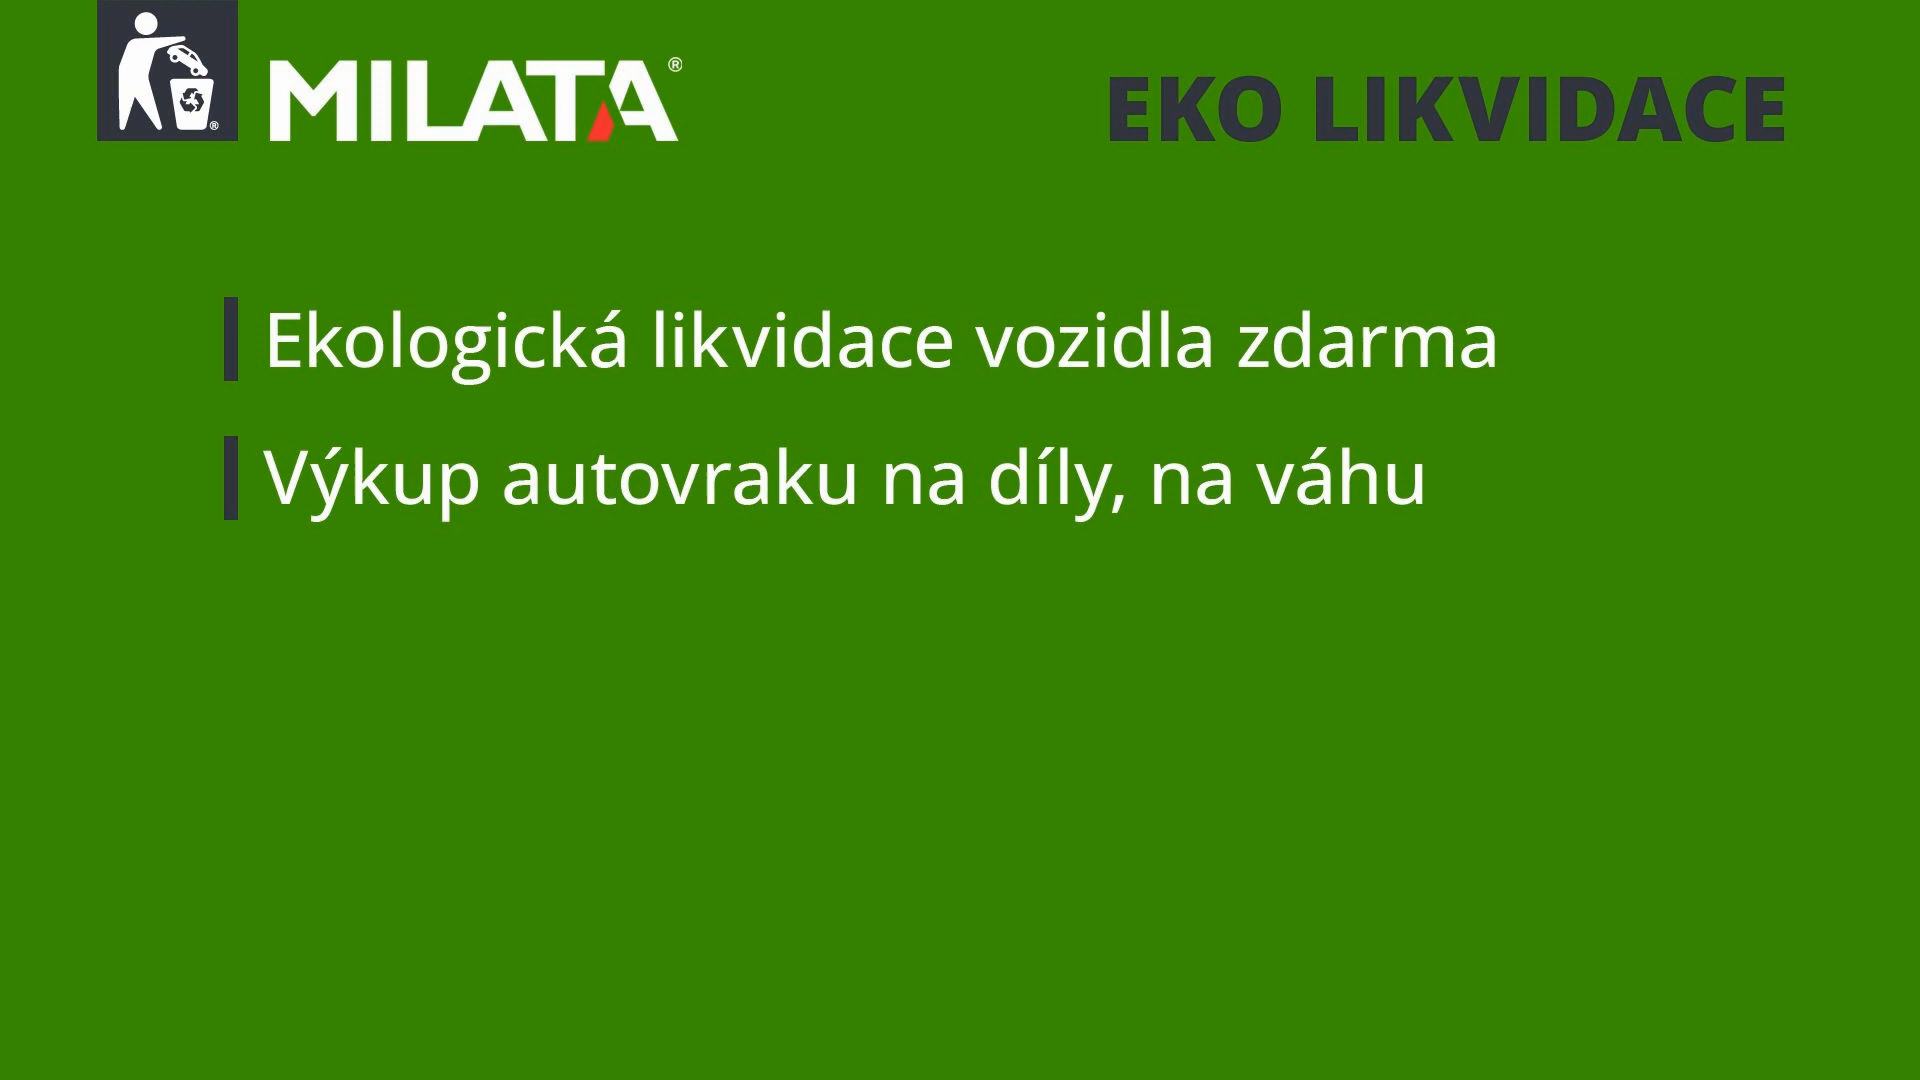 MILATA®
EKO LIKVIDACE
Ekologická likvidace vozidla zdarma
Výkup autovraku na díly, na váhu